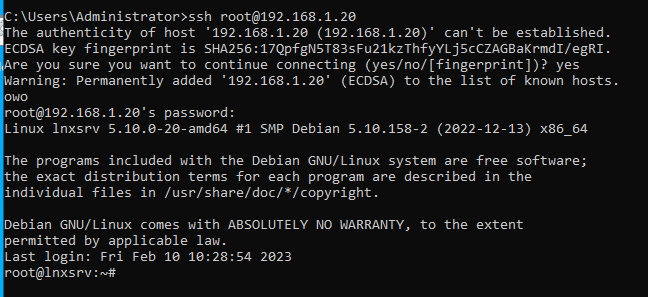 C:\Users\Administrator>ssh root@192.168.1.20
The authenticity of host '192.168.1.20 (192.168.1.20)' can't be established.
ECDSA key fingerprint is SHA256:17QpfgN5T83sFu21kzThfyYLj5cCZAGBaKrmdI/egRI.
Are you sure you want to continue connecting (yes/no/[fingerprint])? yes
Warning: Permanently added '192.168.1.20' (ECDSA) to the list of known hosts.
owo
root@192.168.1.20's password:
Linux lnxsrv 5.10.0-20-amd64 #1 SMP Debian 5.10.158-2 (2022-12-13) x86_64
The programs included with the Debian GNU/Linux system are free software;
the exact distribution terms for each program are described in the
individual files in /usr/share/doc/*/copyright.
Debian GNU/Linux comes with ABSOLUTELY NO WARRANTY, to the extent
permitted by applicable law.
Last login: Fri Feb 10 10:28:54 2023
root@lnxsrv:~#